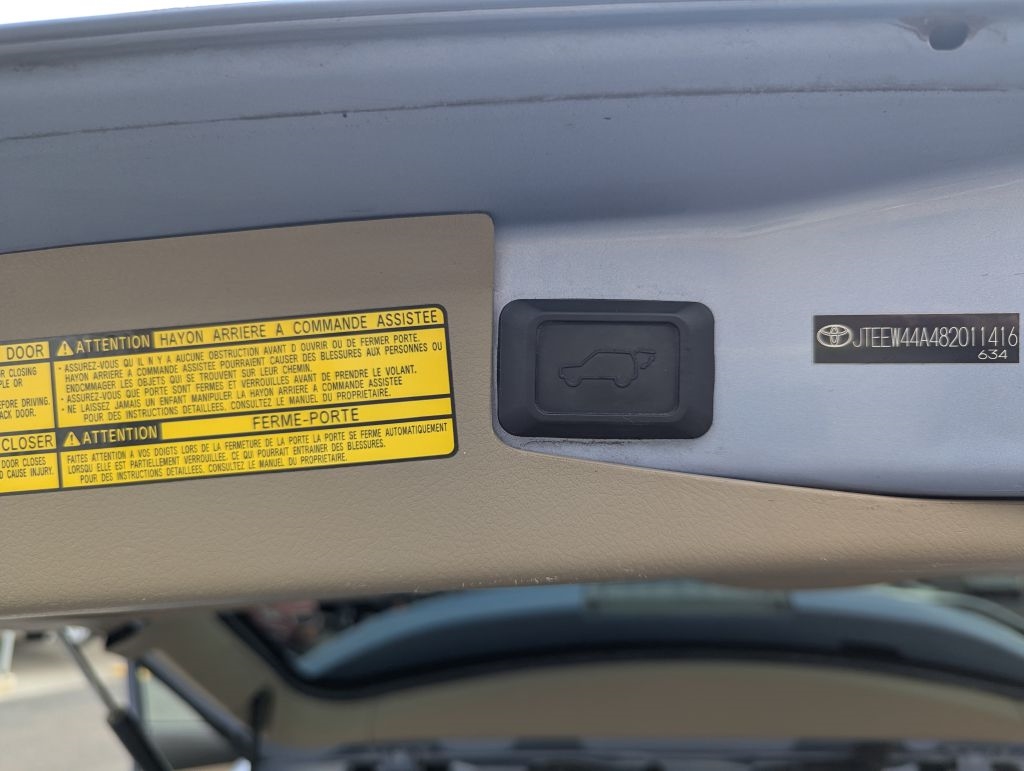 DOOR
OR CLOSING
PLE OR
EFORE DRIVING.
ACK DOOR.
CLOSER
DOOR CLOSES
D CAUSE INJURY.
ATTENTION HAYON ARRIERE A COMMANDE ASSISTEE
• ASSUREZ-VOUS QU IL N Y A AUCUNE OBSTRUCTION AVANT D OUVRIR OU DE FERMER PORTE.
HAYON ARRIERE A COMMANDE ASSISTEE POURRAIENT CAUSER DES BLESSURES AUX PERSONNES OU
ENDOMMAGER LES OBJETS QUI SE TROUVENT SUR LEUR CHEMIN.
• ASSUREZ-VOUS QUE PORTE SONT FERMES ET VERROUILLES AVANT DE PRENDRE LE VOLANT.
• NE LAISSEZ JAMAIS UN ENFANT MANIPULER LA HAYON ARRIERE A COMMANDE ASSISTEE
POUR DES INSTRUCTIONS DETAILLEES, CONSULTEZ LE MANUEL DU PROPRIETAIRE.
ATTENTION FERME-PORTE
FAITES ATTENTION A VOS DOIGTS LORS DE LA FERMETURE DE LA PORTE LA PORTE SE FERME AUTOMATIQUEMENT
LORSQU ELLE EST PARTIELLEMENT VERROUILLEE. CE QUI POURRAIT ENTRAINER DES BLESSURES.
POUR DES INSTRUCTIONS DETAILLEES, CONSULTEZ LE MANUEL DU PROPRIETAIRE.
JTEEW44A482011416
634